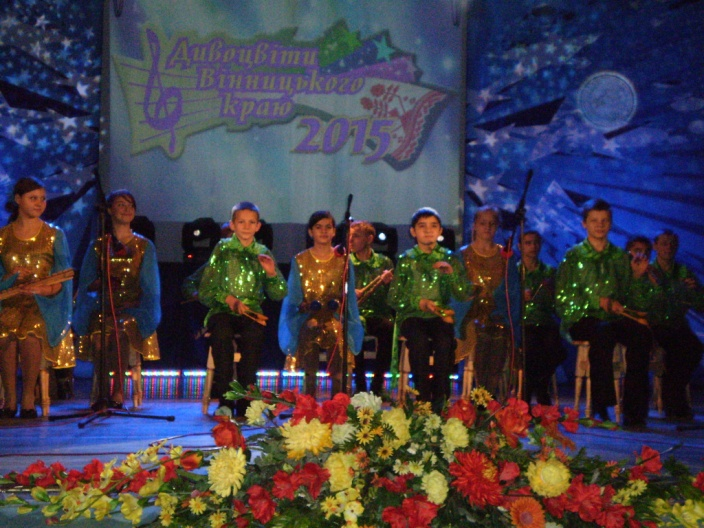 Дивоцвіти
Вінницького
краю
2015